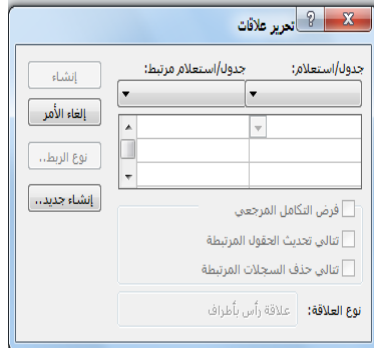 تحرير علاقات
جدول/استعلام: جدول/استعلام مرتبط:
إنشاء
إلغاء الأمر
نوع الربط..
إنشاء جديد..
فرض التكامل المرجعي
تتالي تحديث الحقول المرتبطة
تتالي حذف السجلات المرتبطة
نوع العلاقة: علاقة رأس بأطراف